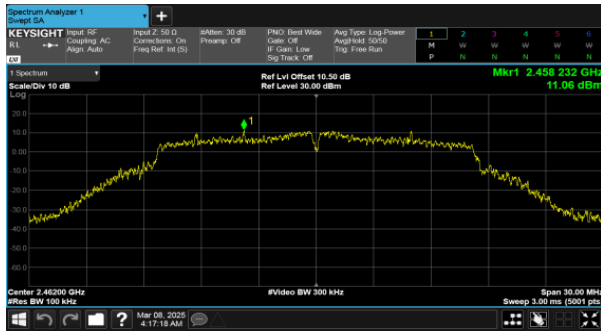 Spectrum Analyzer 1
Swept SA
+
KEYSIGHT
RL
LXI
Input: RF
Coupling: AC
Align: Auto
Input Z: 50 Ω
Corrections: On
Freq Ref: Int (S)
#Atten: 30 dB
Preamp: Off
PNO: Best Wide
Gate: Off
IF Gain: Low
Sig Track: Off
Avg Type: Log-Power
Avg|Hold: 50/50
Trig: Free Run
1 2 3 4 5 6
M W W W W W
P N N N N N
1 Spectrum
Scale/Div 10 dB
Log
Ref Lvl Offset 10.50 dB
Ref Level 30.00 dBm
Mkr1 2.458 232 GHz
11.06 dBm
1
20.0
10.0
0.00
-10.0
-20.0
-30.0
-40.0
-50.0
-60.0
Center 2.46200 GHz
#Res BW 100 kHz
#Video BW 300 kHz
Span 30.00 MHz
Sweep 3.00 ms (5001 pts)
?
Mar 08, 2025
4:17:18 AM